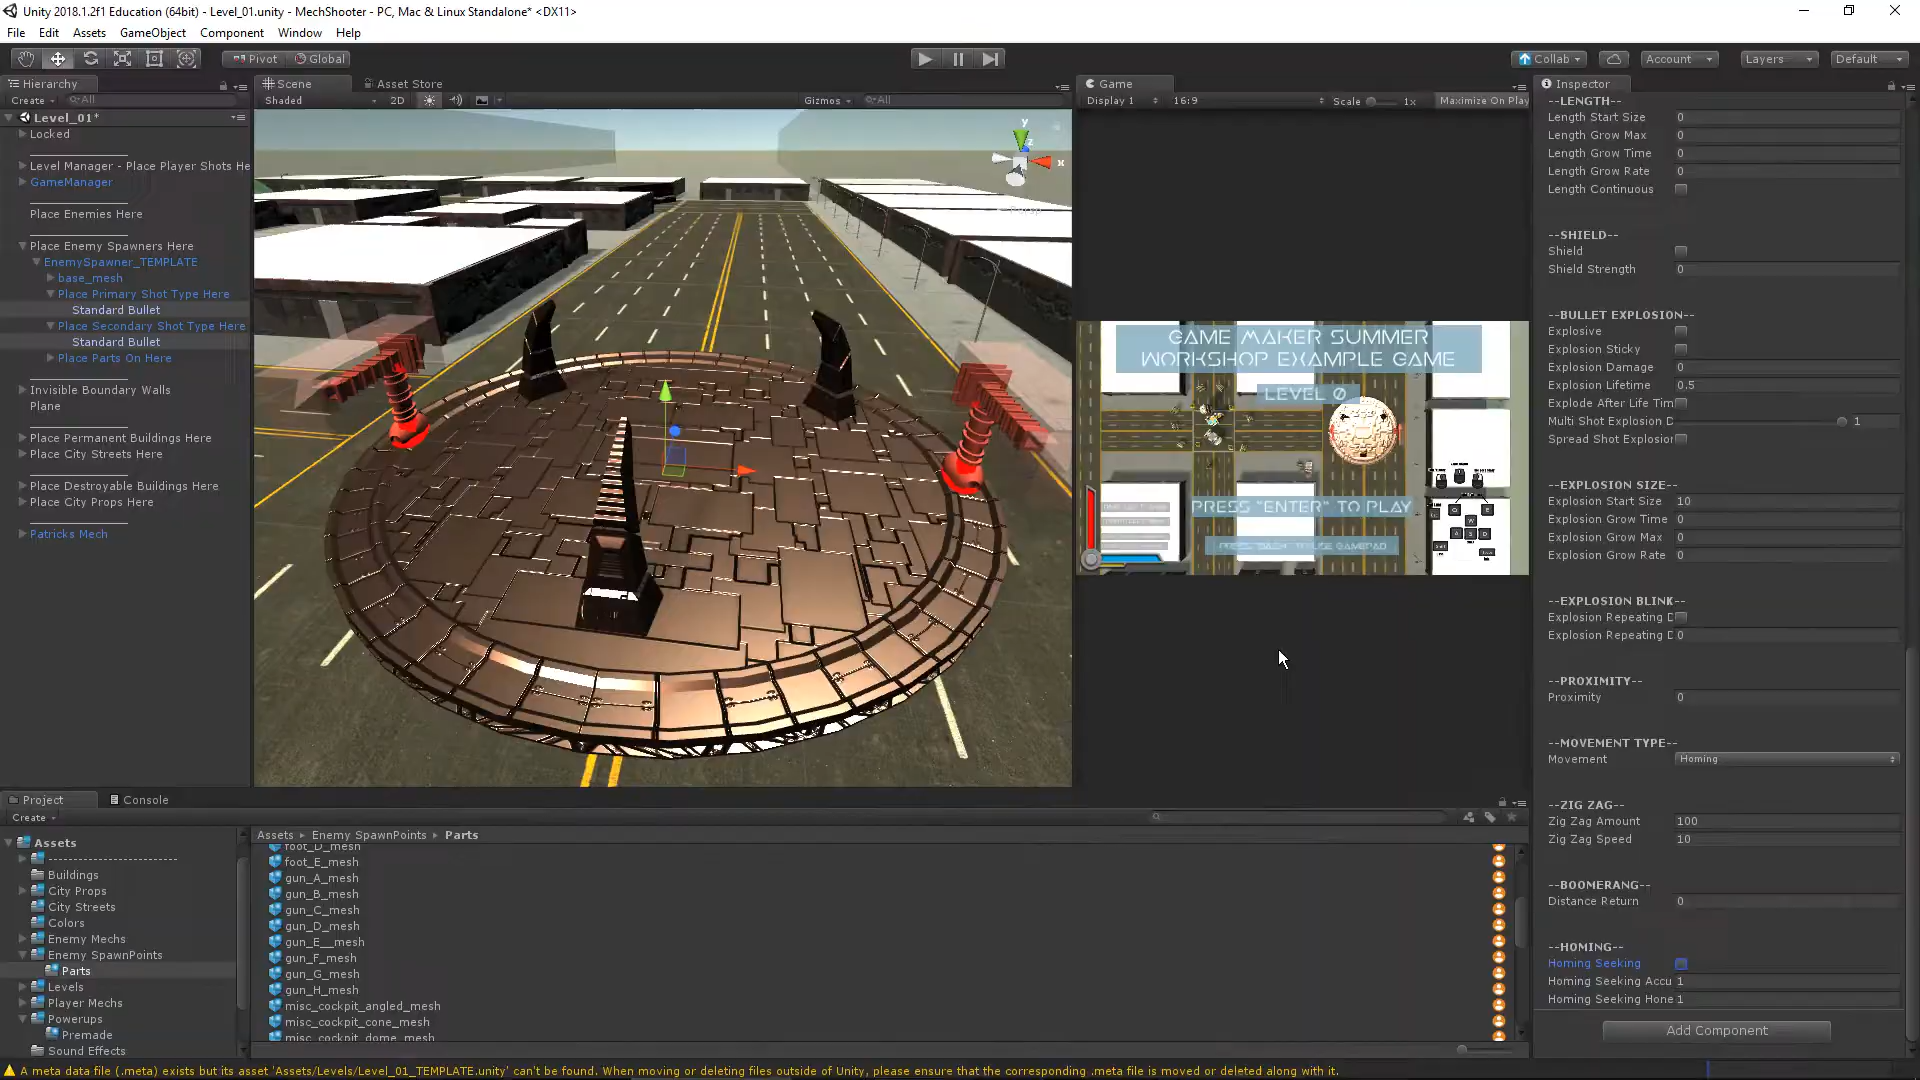 Unity 2018.1.2f1 Education (64bit) - Level_01.unity - MechShooter - PC, Mac & Linux Standalone* <DX11>
File Edit Assets GameObject Component Window Help
Pivot Global
Collab Account Layers Default
Hierarchy
Create All
Level_01*
Locked
Level Manager - Place Player Shots He
GameManager
Place Enemies Here
Place Enemy Spawners Here
EnemySpawner_TEMPLATE
base_mesh
Place Primary Shot Type Here
Standard Bullet
Place Secondary Shot Type Here
Standard Bullet
Place Parts On Here
Invisible Boundary Walls
Plane
Place Permanent Buildings Here
Place City Streets Here
Place Destroyable Buildings Here
Place City Props Here
Patricks Mech
Scene Asset Store
Shaded 2D Gizmos All
y
z
x
Game
Display 1 16:9 Scale 1x Maximize On Play
GAME MAKER SUMMER
WORKSHOP EXAMPLE GAME
LEVEL 0
PRESS "ENTER" TO PLAY
Inspector
--LENGTH--
Length Start Size 0
Length Grow Max 0
Length Grow Time 0
Length Grow Rate 0
Length Continuous
--SHIELD--
Shield
Shield Strength 0
--BULLET EXPLOSION--
Explosive
Explosion Sticky
Explosion Damage 0
Explosion Lifetime 0.5
Explode After Life Tim
Multi Shot Explosion D 1
Spread Shot Explosion
--EXPLOSION SIZE--
Explosion Start Size 10
Explosion Grow Time 0
Explosion Grow Max 0
Explosion Grow Rate 0
--EXPLOSION BLINK--
Explosion Repeating D
Explosion Repeating D 0
--PROXIMITY--
Proximity 0
--MOVEMENT TYPE--
Movement Homing
--ZIG ZAG--
Zig Zag Amount 100
Zig Zag Speed 10
--BOOMERANG--
Distance Return 0
--HOMING--
Homing Seeking
Homing Seeking Accu 1
Homing Seeking Hone 1
Add Component
Project Console
Create
Assets
--------------------------
Buildings
City Props
City Streets
Colors
Enemy Mechs
Enemy SpawnPoints
Parts
Levels
Player Mechs
Powerups
Premade
Sound Effects
Assets Enemy SpawnPoints Parts
foot_D_mesh
foot_E_mesh
gun_A_mesh
gun_B_mesh
gun_C_mesh
gun_D_mesh
gun_E__mesh
gun_F_mesh
gun_G_mesh
gun_H_mesh
misc_cockpit_angled_mesh
misc_cockpit_cone_mesh
misc_cockpit_dome_mesh
A meta data file (.meta) exists but its asset 'Assets/Levels/Level_01_TEMPLATE.unity' can't be found. When moving or deleting files outside of Unity, please ensure that the corresponding .meta file is moved or deleted along with it.